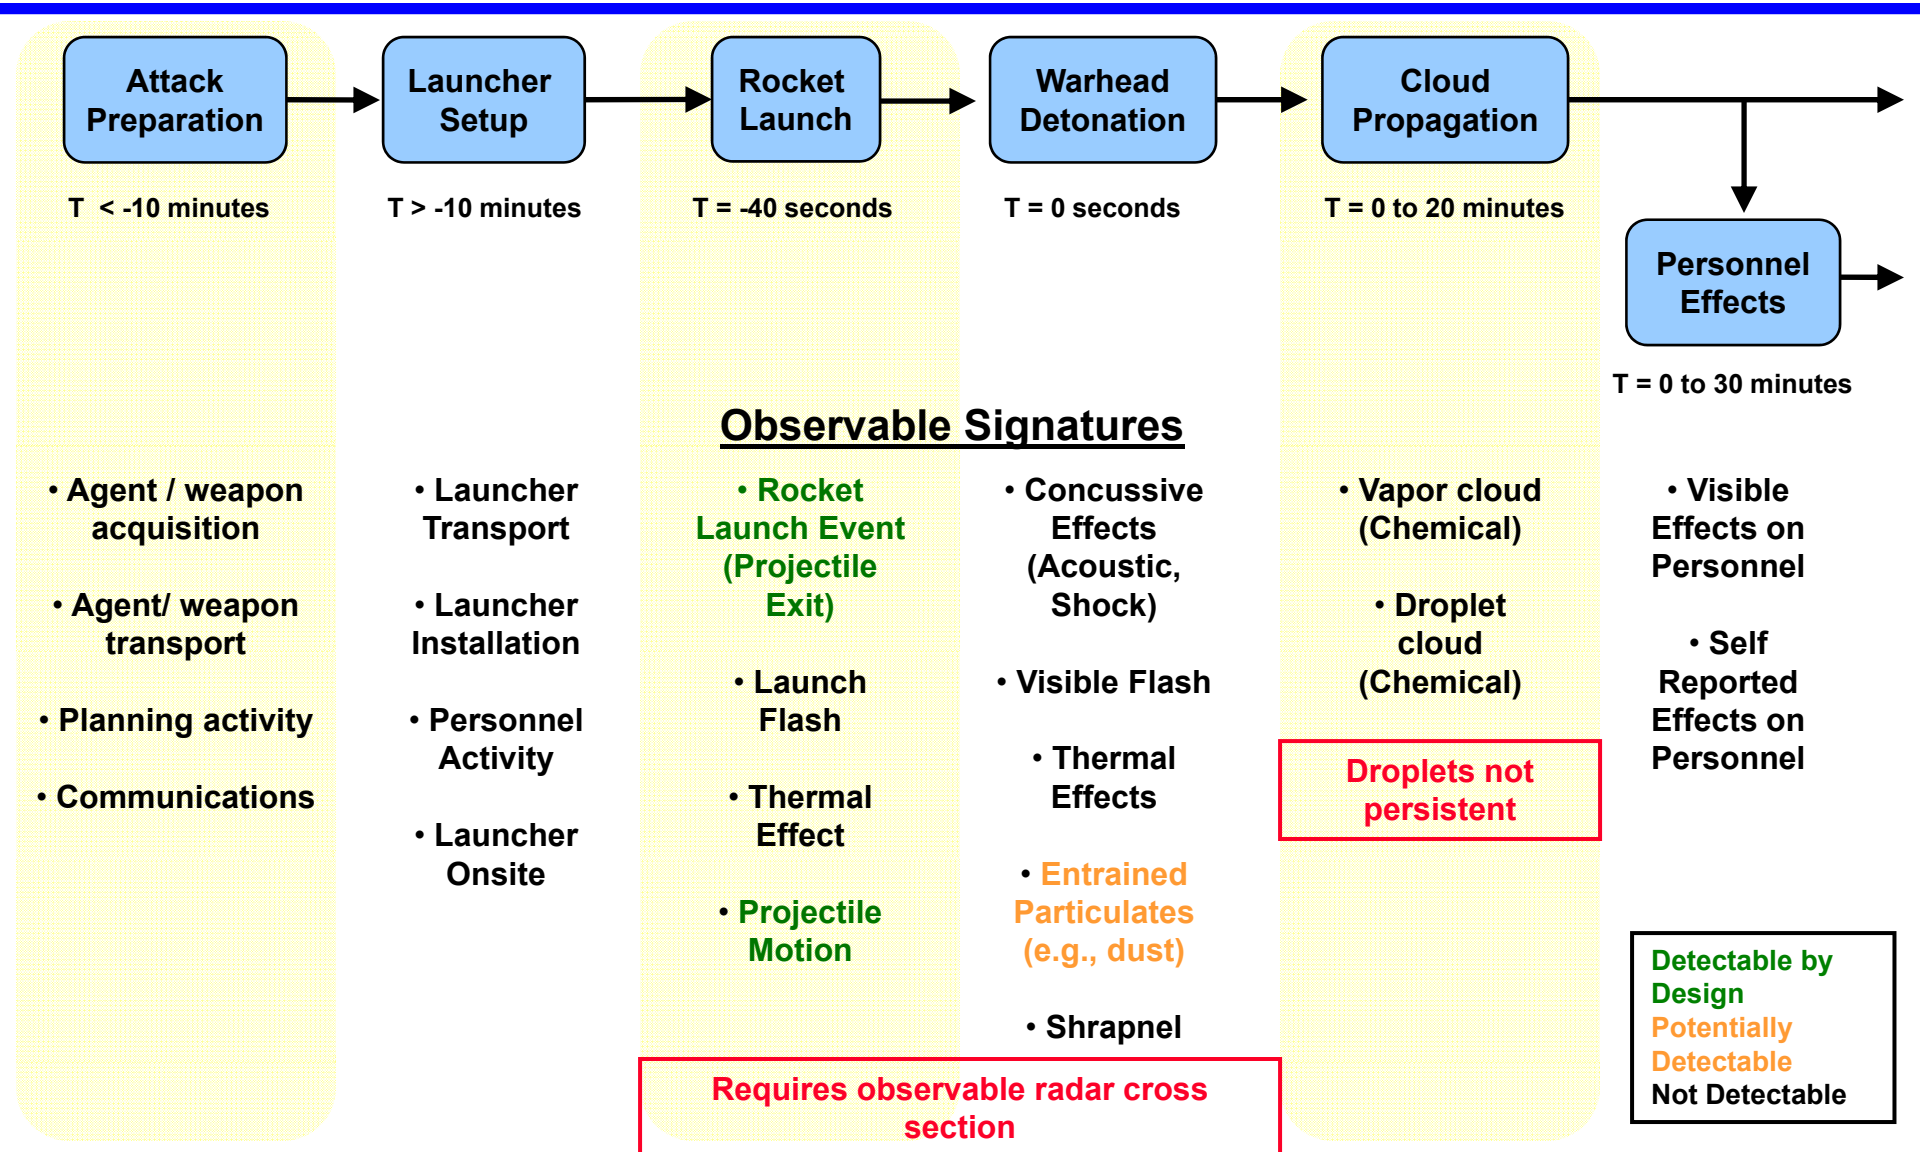 Attack
Preparation
Launcher
Setup
Rocket
Launch
Warhead
Detonation
Cloud
Propagation
T < -10 minutes
T > -10 minutes
T = -40 seconds
T = 0 seconds
T = 0 to 20 minutes
Personnel
Effects
T = 0 to 30 minutes
Observable Signatures
• Agent / weapon
acquisition
• Agent/ weapon
transport
• Planning activity
• Communications
• Launcher
Transport
• Launcher
Installation
• Personnel
Activity
• Launcher
Onsite
• Rocket
Launch Event
(Projectile
Exit)
• Launch
Flash
• Thermal
Effect
• Projectile
Motion
• Concussive
Effects
(Acoustic,
Shock)
• Visible Flash
• Thermal
Effects
• Entrained
Particulates
(e.g., dust)
• Shrapnel
Requires observable radar cross
section
• Vapor cloud
(Chemical)
• Droplet
cloud
(Chemical)
Droplets not
persistent
• Visible
Effects on
Personnel
• Self
Reported
Effects on
Personnel
Detectable by
Design
Potentially
Detectable
Not Detectable